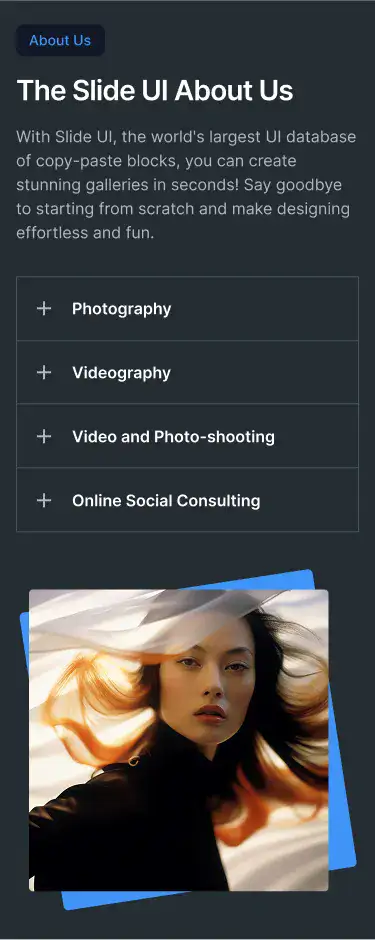 About Us
The Slide UI About Us
With Slide UI, the world's largest UI database
of copy-paste blocks, you can create
stunning galleries in seconds! Say goodbye
to starting from scratch and make designing
effortless and fun.
Photography
Videography
Video and Photo-shooting
Online Social Consulting